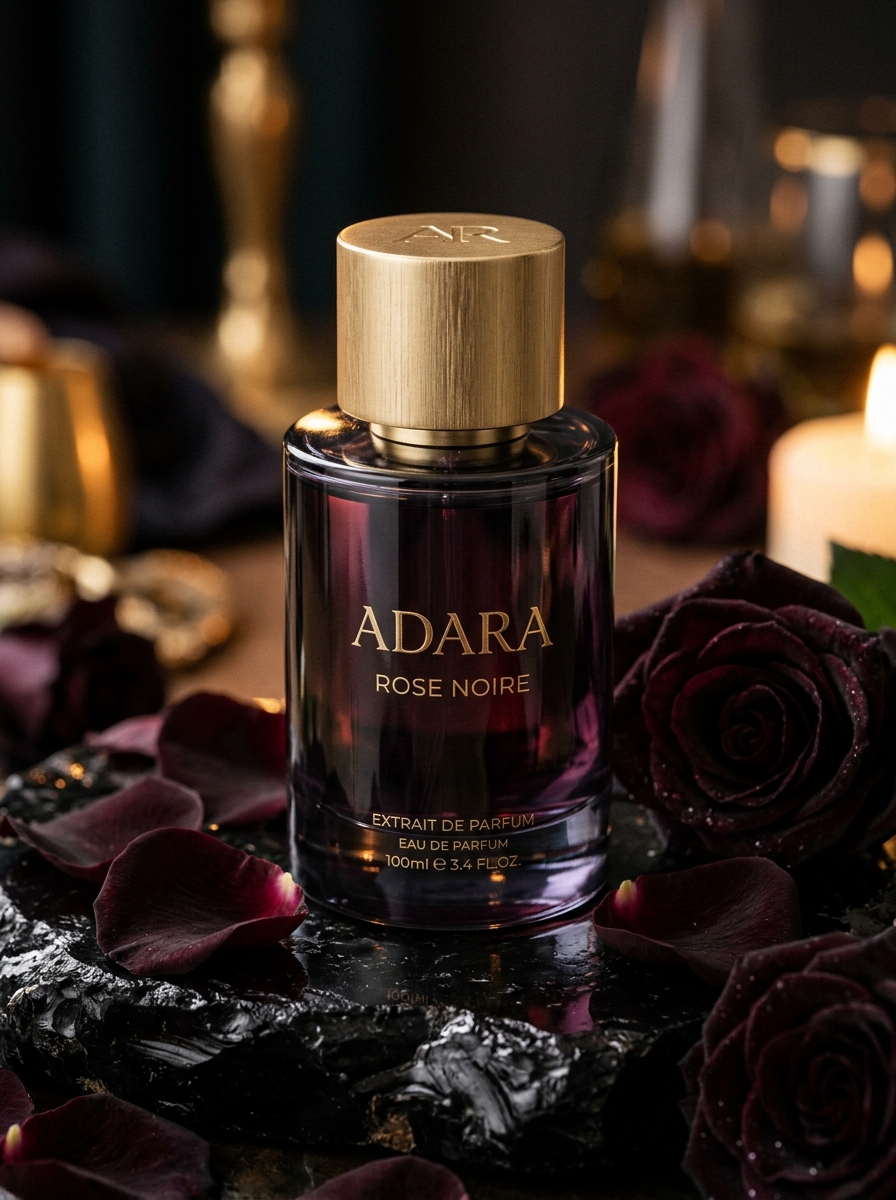 AR
ADARA
ROSE NOIRE
EXTRAIT DE PARFUM
EAU DE PARFUM
100ml ℮ 3.4 FL.OZ.